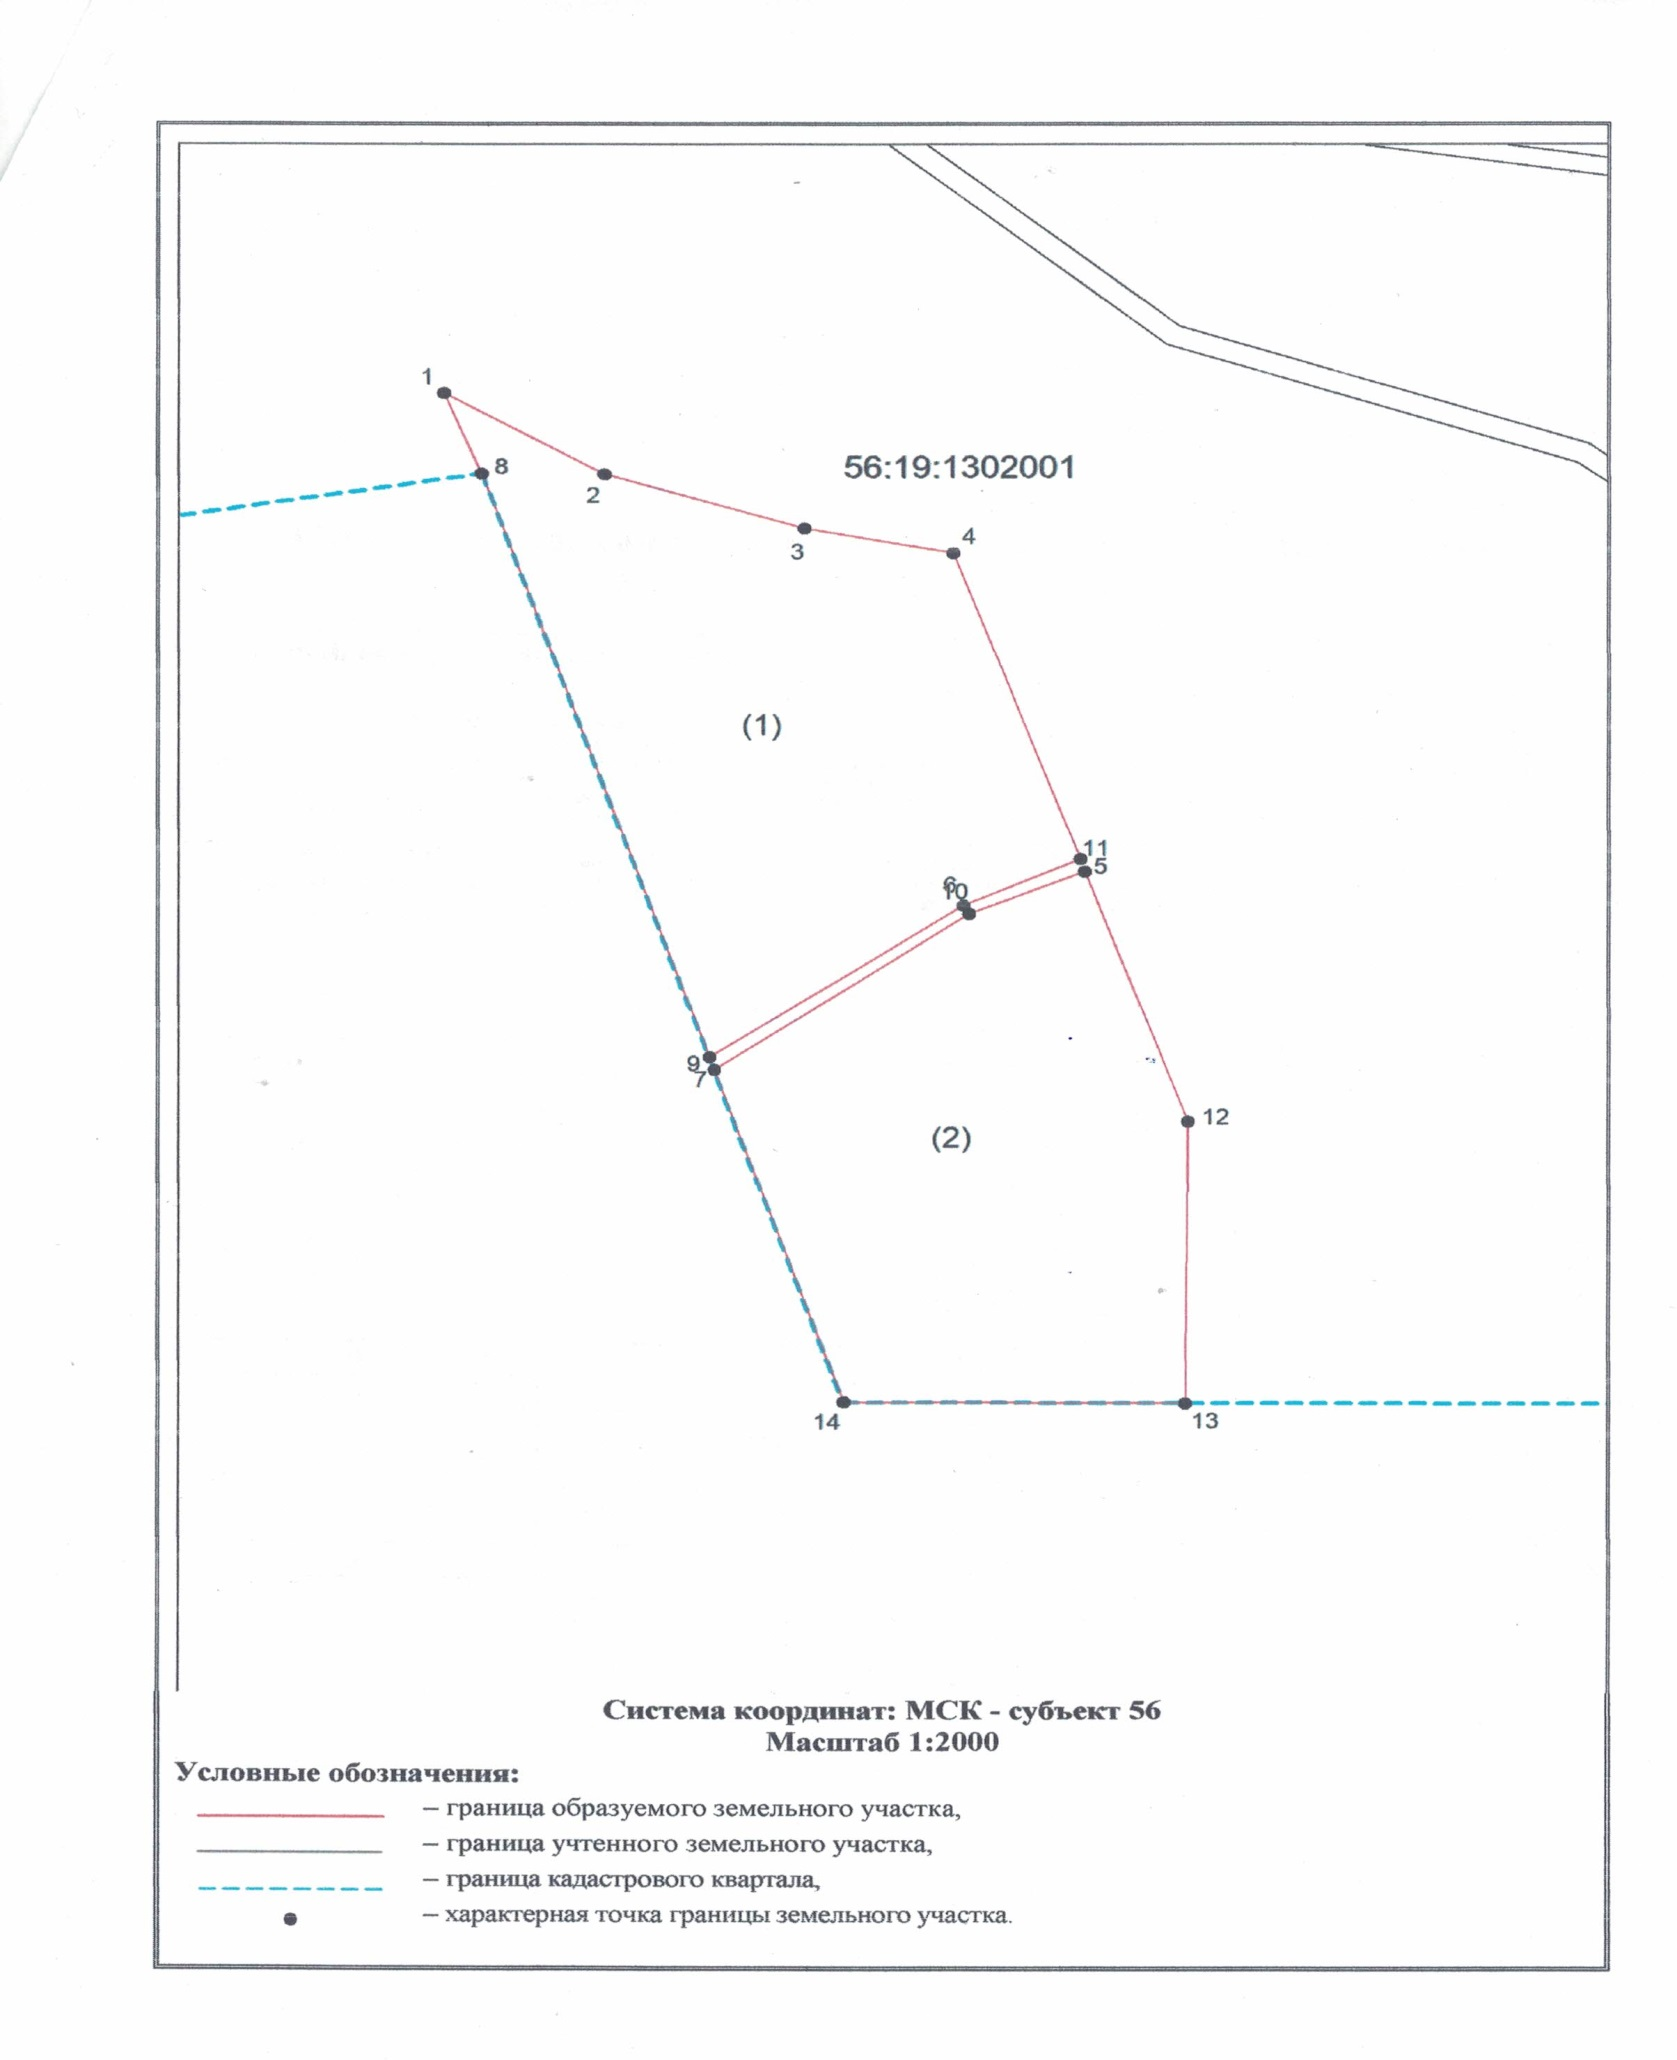 1
8
56:19:1302001
2
4
3
(1)
11
5
6
10
9
7
12
(2)
14
13
Система координат: МСК - субъект 56
Масштаб 1:2000
Условные обозначения:
– граница образуемого земельного участка,
– граница учтенного земельного участка,
– граница кадастрового квартала,
– характерная точка границы земельного участка.